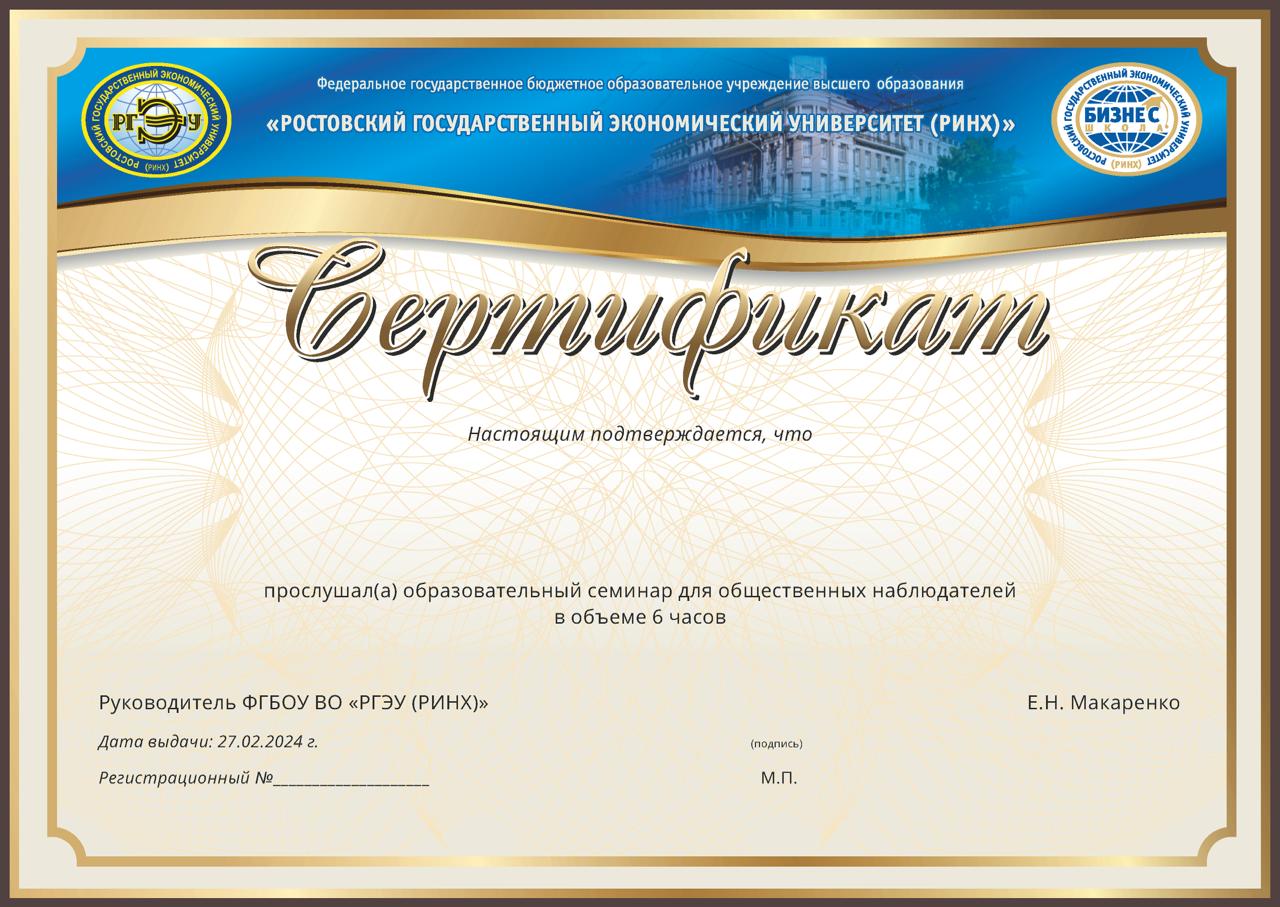 Федеральное государственное бюджетное образовательное учреждение высшего образования
«РОСТОВСКИЙ ГОСУДАРСТВЕННЫЙ ЭКОНОМИЧЕСКИЙ УНИВЕРСИТЕТ (РИНХ)»
РОСТОВСКИЙ ГОСУДАРСТВЕННЫЙ ЭКОНОМИЧЕСКИЙ УНИВЕРСИТЕТ
(РИНХ)
РГЭУ
РОСТОВСКИЙ ГОСУДАРСТВЕННЫЙ ЭКОНОМИЧЕСКИЙ УНИВЕРСИТЕТ
(РИНХ)
БИЗНЕС
ШКОЛА
Сертификат
Настоящим подтверждается, что
прослушал(а) образовательный семинар для общественных наблюдателей
в объеме 6 часов
Руководитель ФГБОУ ВО «РГЭУ (РИНХ)» Е.Н. Макаренко
Дата выдачи: 27.02.2024 г. (подпись)
Регистрационный №____________________ М.П.